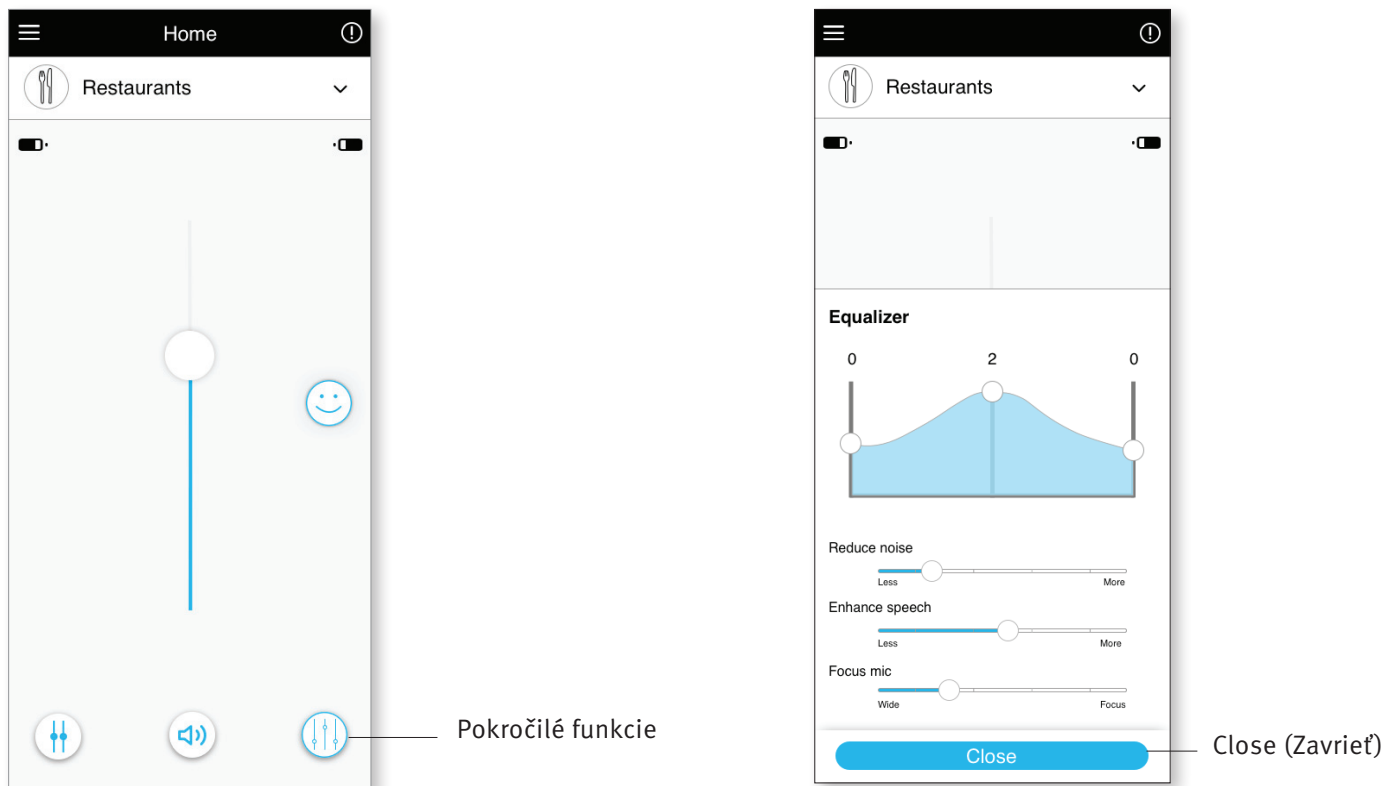 Home
Restaurants
Pokročilé funkcie
Restaurants
Equalizer
0 2 0
Reduce noise
Less More
Enhance speech
Less More
Focus mic
Wide Focus
Close
Close (Zavrieť)